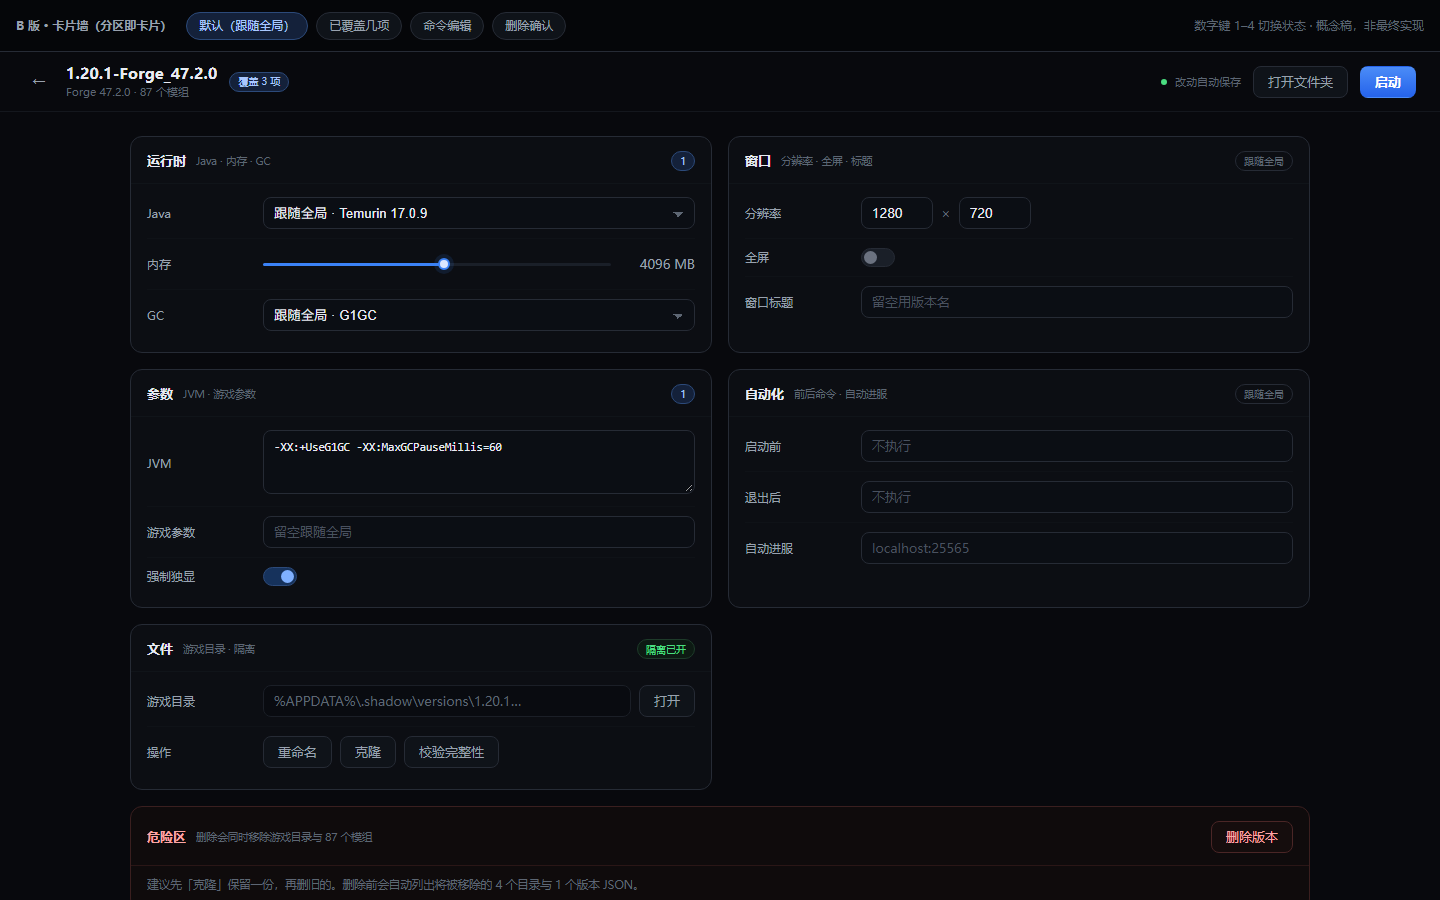 B 版 • 卡片墙（分区即卡片） 默认（跟随全局） 已覆盖几项 命令编辑 删除确认 数字键 1–4 切换状态 · 概念稿，非最终实现
← 1.20.1-Forge_47.2.0 覆盖 3 项 改动自动保存 打开文件夹 启动
Forge 47.2.0 · 87 个模组
运行时 Java · 内存 · GC 1
Java 跟随全局 · Temurin 17.0.9
内存 4096 MB
GC 跟随全局 · G1GC
窗口 分辨率 · 全屏 · 标题 跟随全局
分辨率 1280 × 720
全屏
窗口标题 留空用版本名
参数 JVM · 游戏参数 1
JVM -XX:+UseG1GC -XX:MaxGCPauseMillis=60
游戏参数 留空跟随全局
强制独显
自动化 前后命令 · 自动进服 跟随全局
启动前 不执行
退出后 不执行
自动进服 localhost:25565
文件 游戏目录 · 隔离 隔离已开
游戏目录 %APPDATA%\.shadow\versions\1.20.1... 打开
操作 重命名 克隆 校验完整性
危险区 删除会同时移除游戏目录与 87 个模组 删除版本
建议先「克隆」保留一份，再删旧的。删除前会自动列出将被移除的 4 个目录与 1 个版本 JSON。